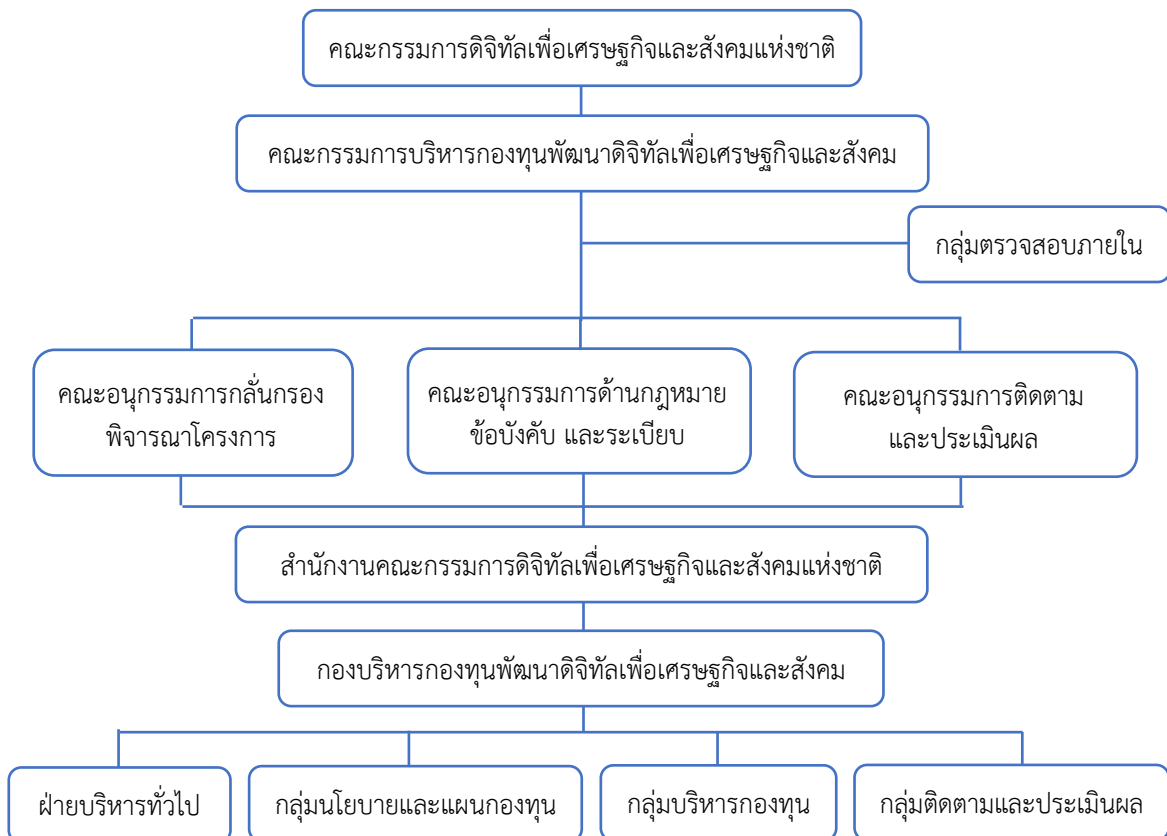 คณะกรรมการดิจิทัลเพื่อเศรษฐกิจและสังคมแห่งชาติ
คณะกรรมการบริหารกองทุนพัฒนาดิจิทัลเพื่อเศรษฐกิจและสังคม
กลุ่มตรวจสอบภายใน
คณะอนุกรรมการกลั่นกรอง
พิจารณาโครงการ
คณะอนุกรรมการด้านกฎหมาย
ข้อบังคับ และระเบียบ
คณะอนุกรรมการติดตาม
และประเมินผล
สำนักงานคณะกรรมการดิจิทัลเพื่อเศรษฐกิจและสังคมแห่งชาติ
กองบริหารกองทุนพัฒนาดิจิทัลเพื่อเศรษฐกิจและสังคม
ฝ่ายบริหารทั่วไป
กลุ่มนโยบายและแผนกองทุน
กลุ่มบริหารกองทุน
กลุ่มติดตามและประเมินผล